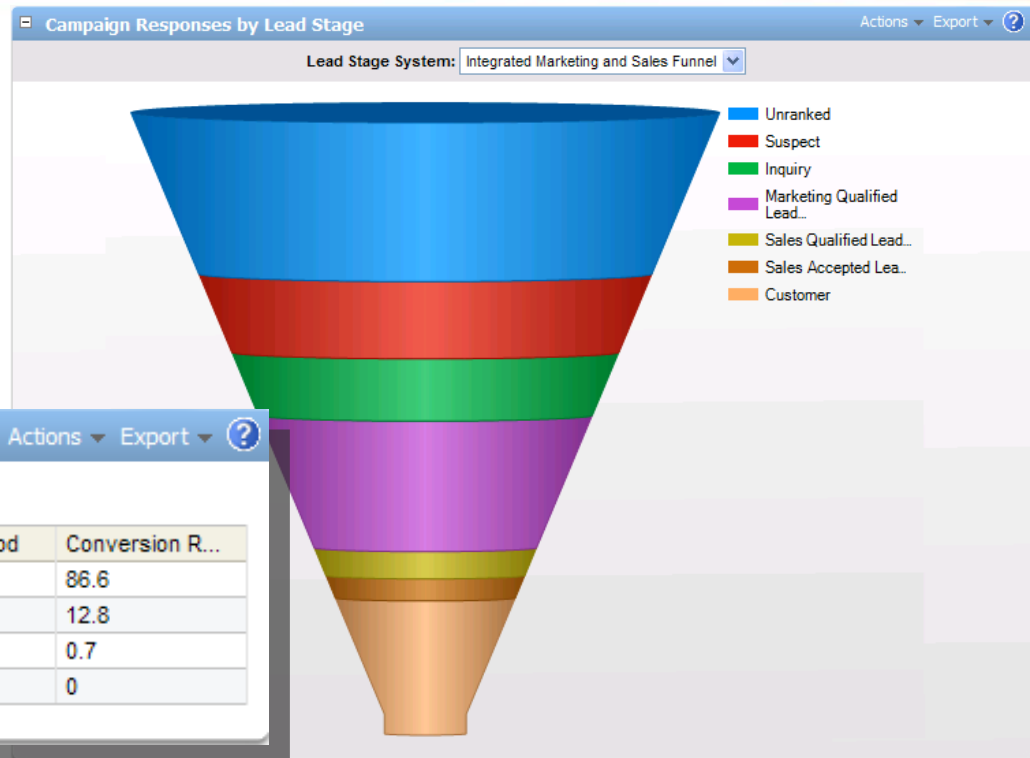 Campaign Responses by Lead Stage
Actions Export ?
Lead Stage System: Integrated Marketing and Sales Funnel
Unranked
Suspect
Inquiry
Marketing Qualified
Lead...
Sales Qualified Lead...
Sales Accepted Lea...
Customer
Actions Export ?
od Conversion R...
86.6
12.8
0.7
0